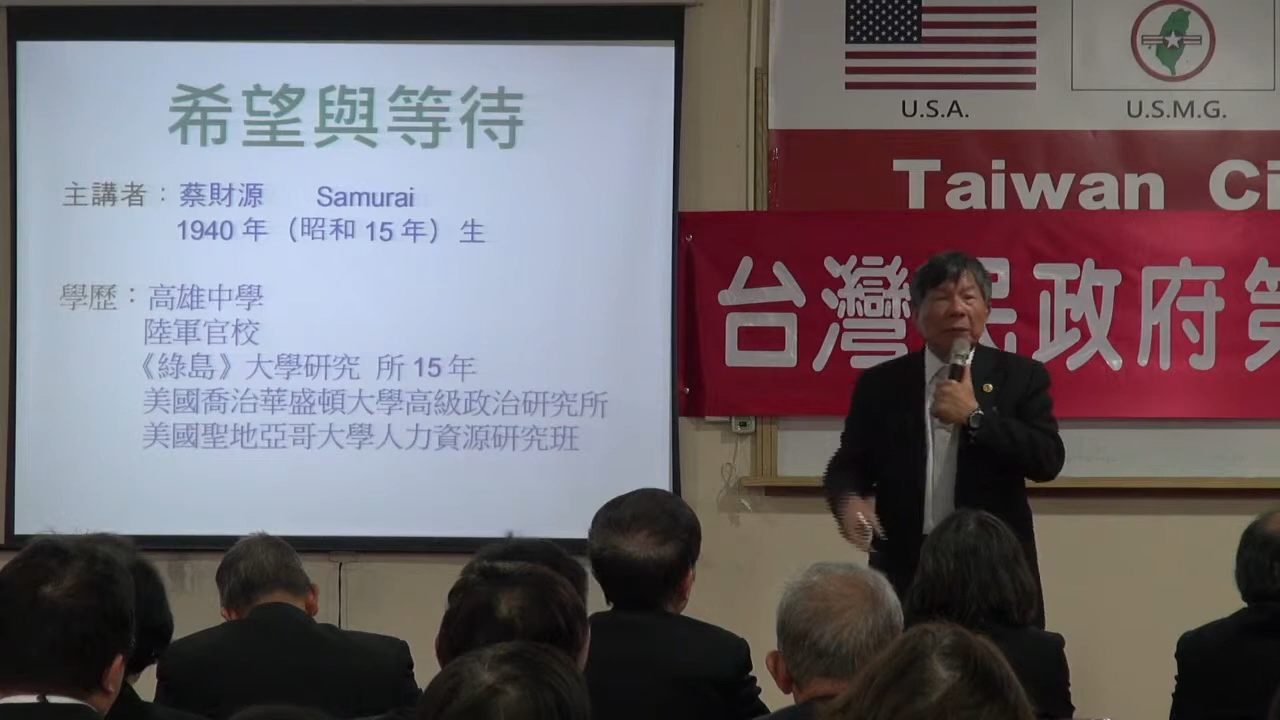 希望與等待
主講者：蔡財源 Samurai
1940 年（昭和 15 年）生
學歷：高雄中學
陸軍官校
《綠島》大學研究 所 15 年
美國喬治華盛頓大學高級政治研究所
美國聖地亞哥大學人力資源研究班
U.S.A.
U.S.M.G.
Taiwan Ci
台灣民政府第